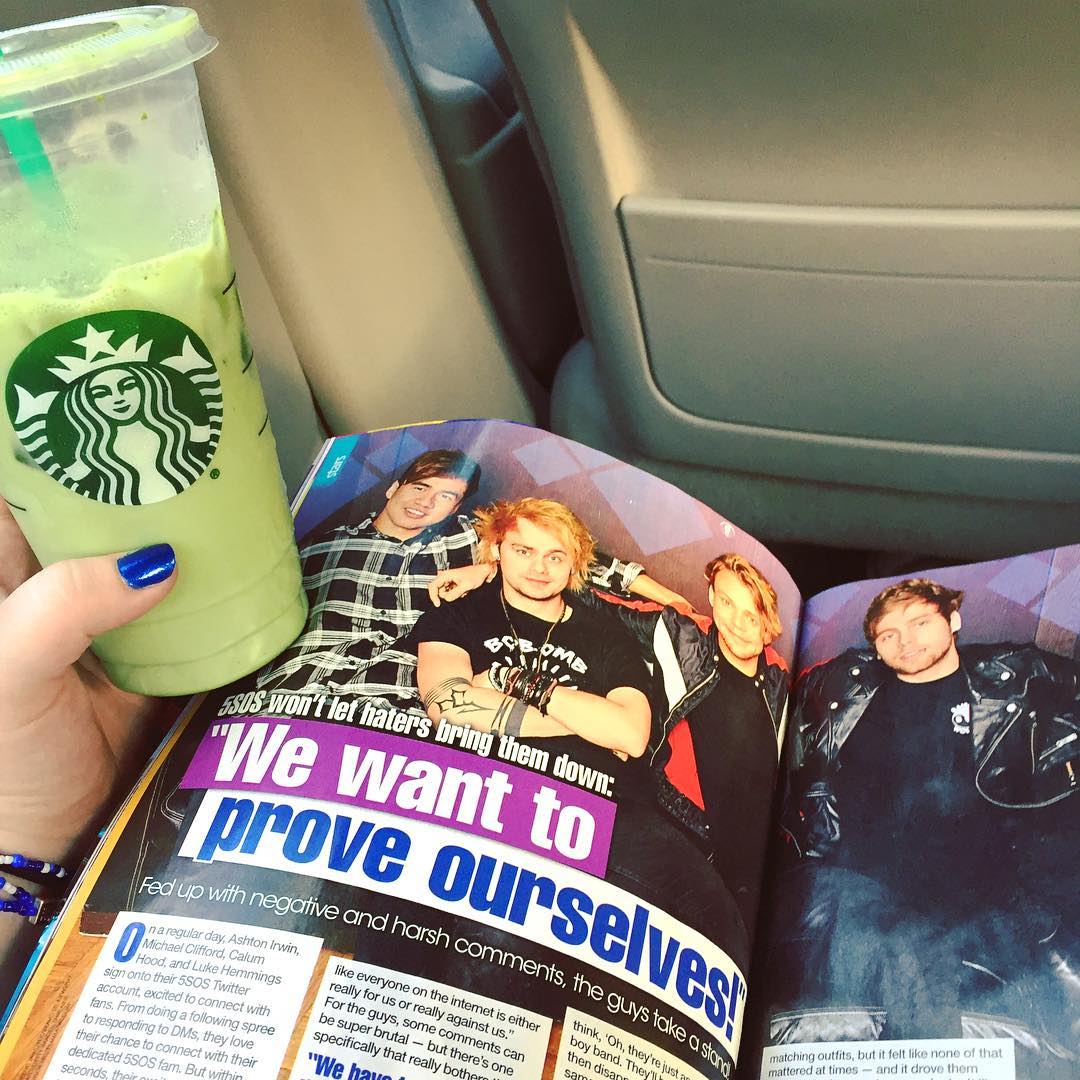 stars
BOB-OMB
5SOS won't let haters bring them down:
"We want to
prove ourselves!"
Fed up with negative and harsh comments, the guys take a stand!
On a regular day, Ashton Irwin,
Michael Clifford, Calum
Hood, and Luke Hemmings
sign onto their 5SOS Twitter
account, excited to connect with
fans. From doing a following spree
to responding to DMs, they love
their chance to connect with their
dedicated 5SOS fam. But within
seconds, their
like everyone on the internet is either
really for us or really against us."
For the guys, some comments can
be super brutal — but there's one
specifically that really bothers
"We have
think, 'Oh, they're just
boy band. They'll
then
matching outfits, but it felt like none of that
mattered at times — and it drove them